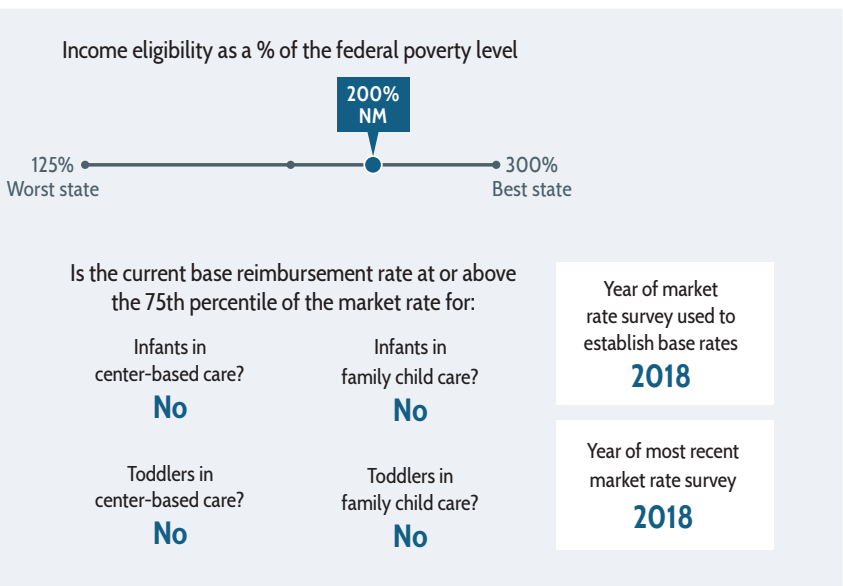 Income eligibility as a % of the federal poverty level
200%
NM
125%
Worst state
300%
Best state
Is the current base reimbursement rate at or above
the 75th percentile of the market rate for:
Infants in
center-based care?
No
Infants in
family child care?
No
Toddlers in
center-based care?
No
Toddlers in
family child care?
No
Year of market
rate survey used to
establish base rates
2018
Year of most recent
market rate survey
2018